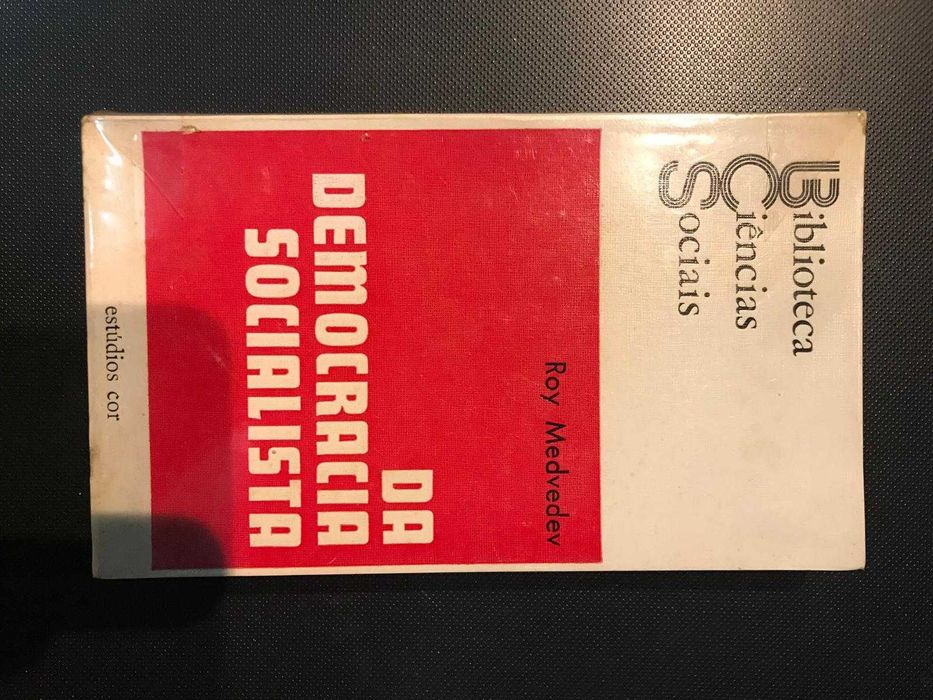 Biblioteca
Ciências
Sociais
Roy Medvedev
DA
DEMOCRACIA
SOCIALISTA
estúdios cor